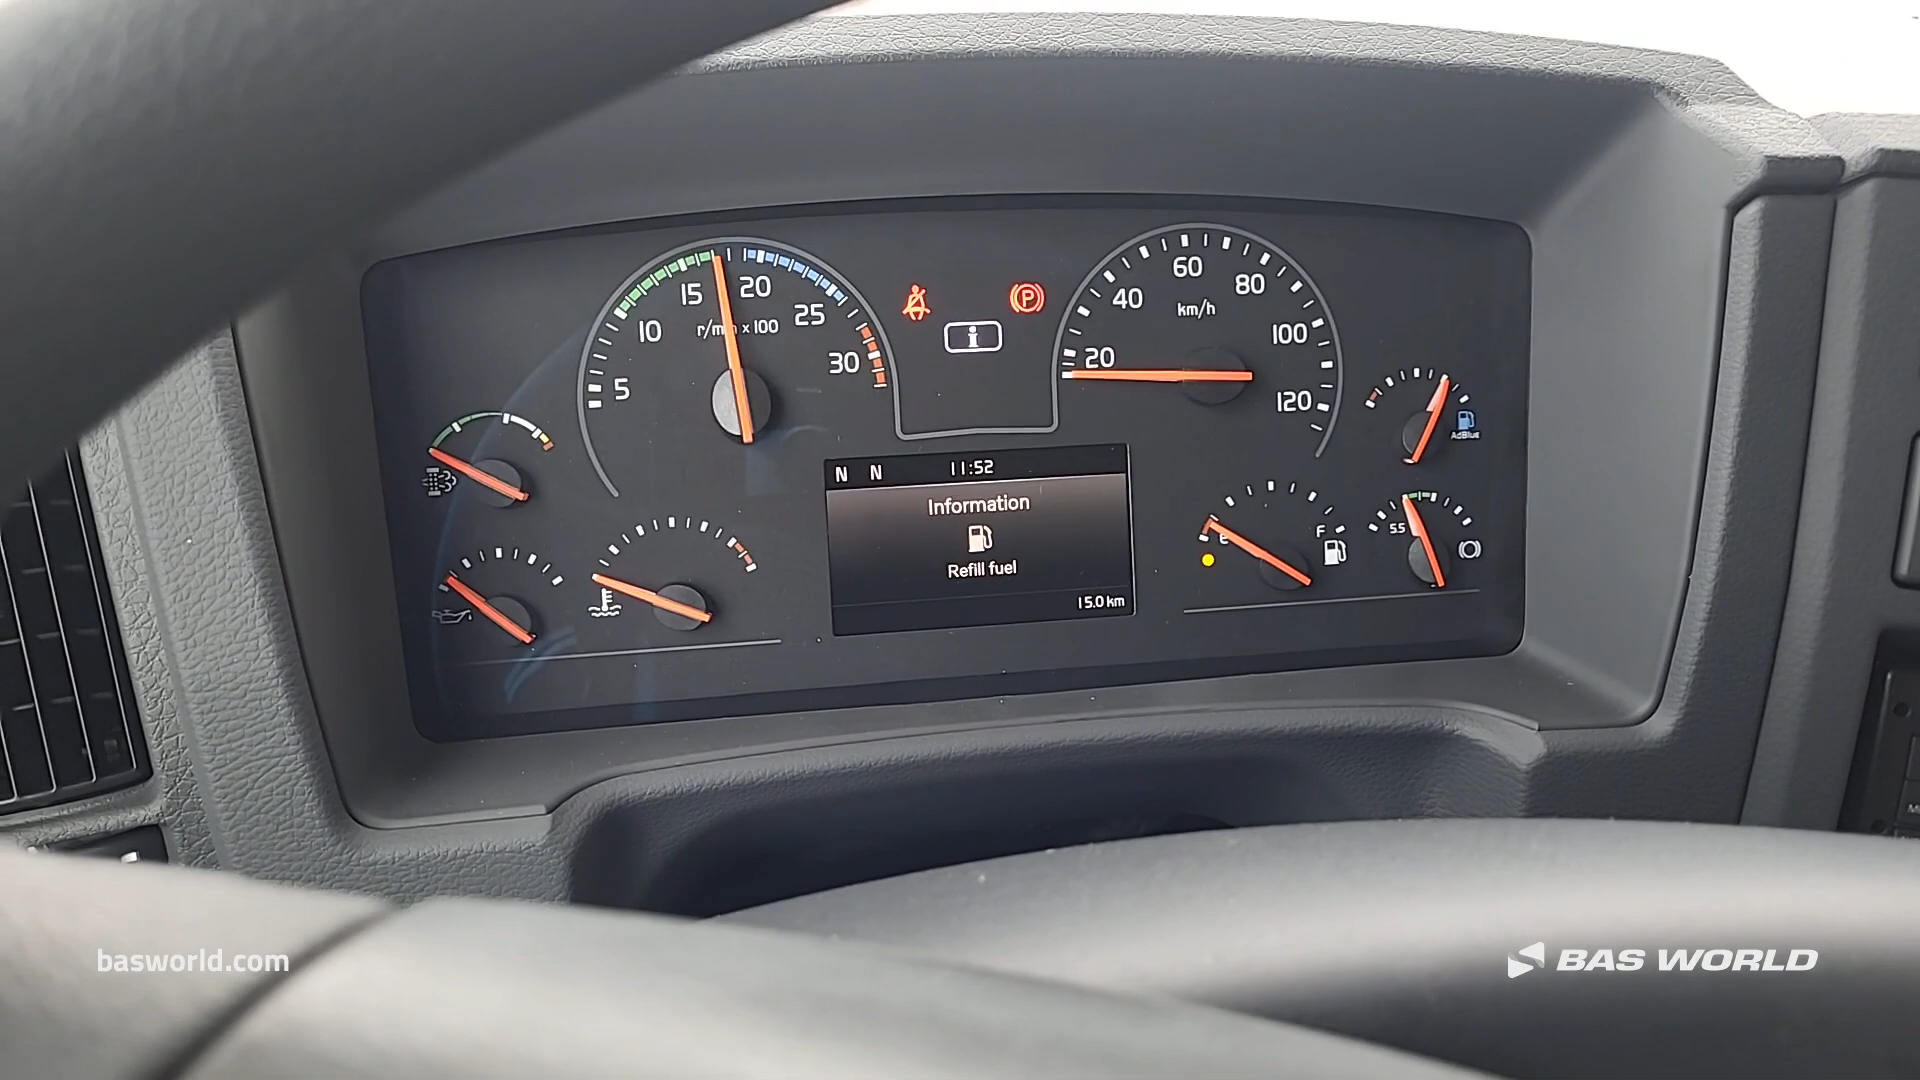 15 20
10 25
r/min x 100
5 30
P
i
60
40 80
km/h
20 100
120
AdBlue
N N 11:52
Information
Refill fuel
15.0 km
E F
5.5
basworld.com
BAS WORLD